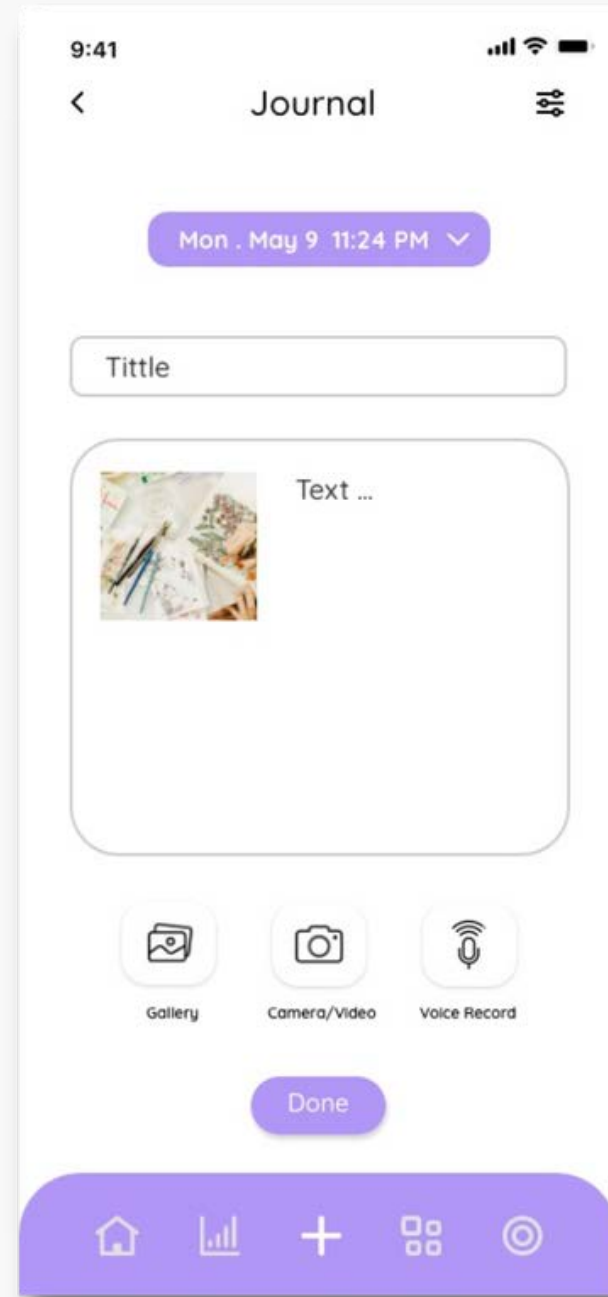 9:41
Journal
Mon . May 9 11:24 PM
Tittle
Text ...
Gallery
Camera/Video
Voice Record
Done